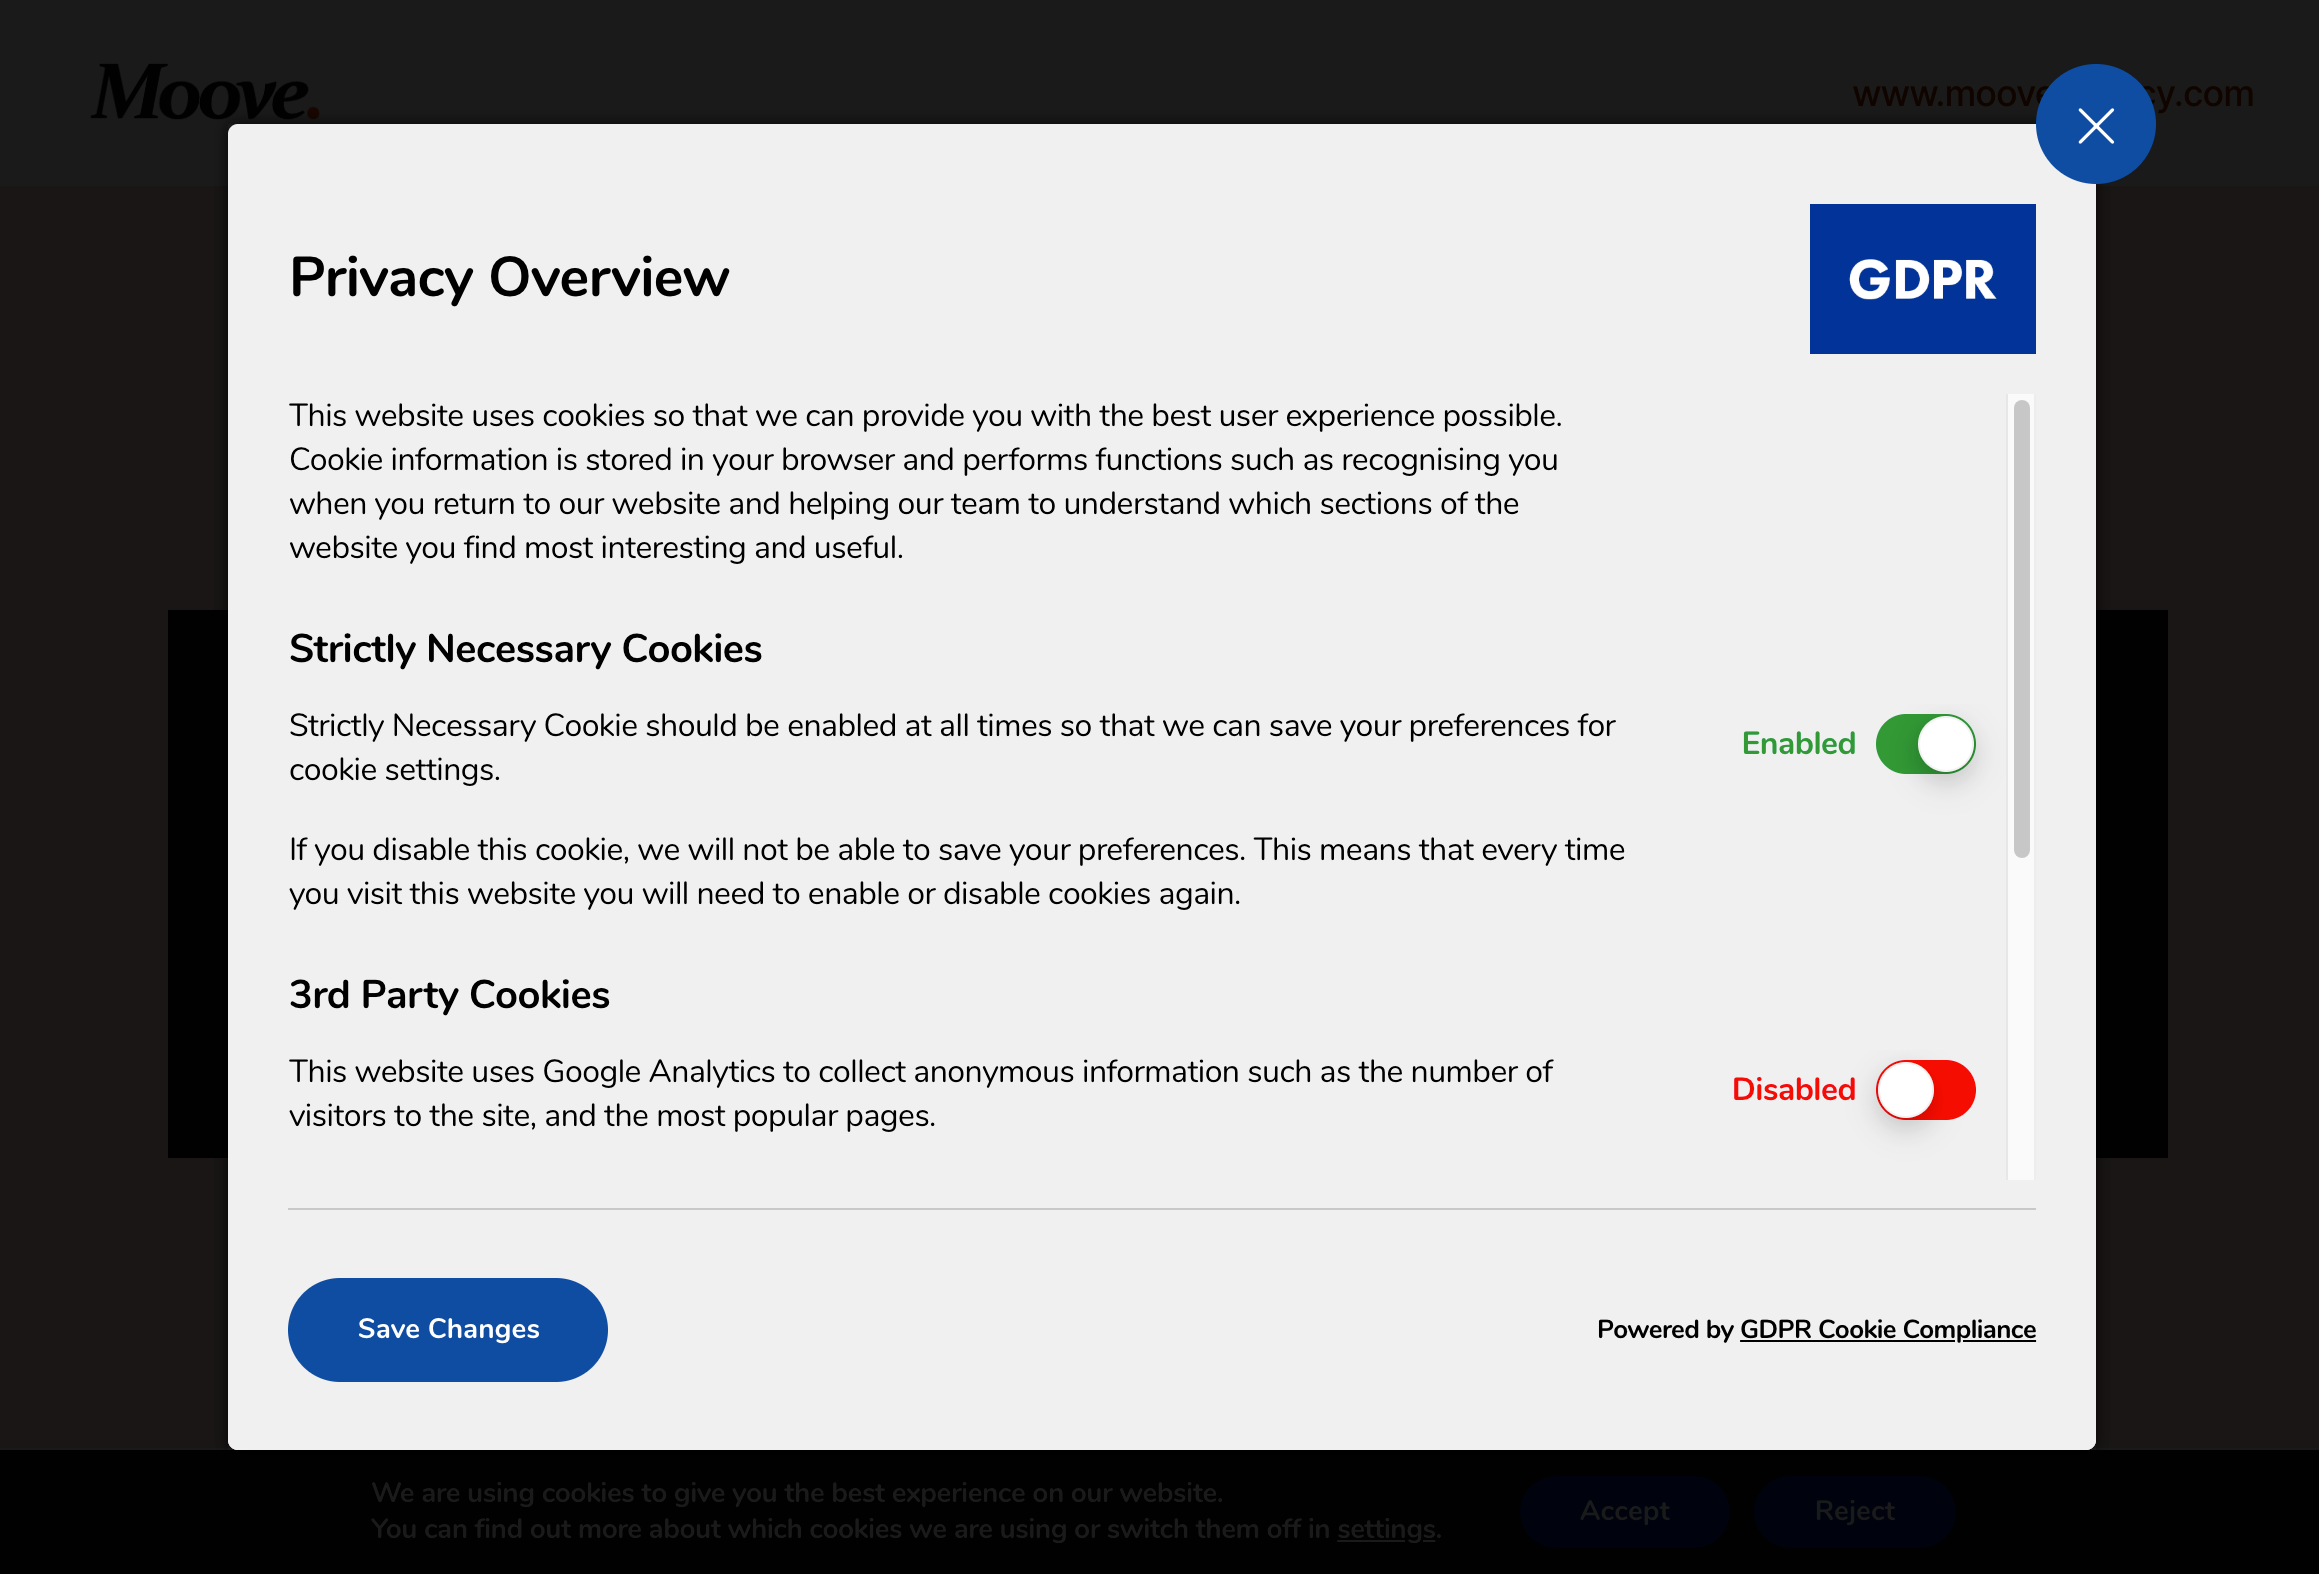 Moove.
www.moove cy.com
Privacy Overview
GDPR
This website uses cookies so that we can provide you with the best user experience possible.
Cookie information is stored in your browser and performs functions such as recognising you
when you return to our website and helping our team to understand which sections of the
website you find most interesting and useful.
Strictly Necessary Cookies
Strictly Necessary Cookie should be enabled at all times so that we can save your preferences for
cookie settings.
Enabled
If you disable this cookie, we will not be able to save your preferences. This means that every time
you visit this website you will need to enable or disable cookies again.
3rd Party Cookies
This website uses Google Analytics to collect anonymous information such as the number of
visitors to the site, and the most popular pages.
Disabled
Save Changes
Powered by GDPR Cookie Compliance
We are using cookies to give you the best experience on our website.
You can find out more about which cookies we are using or switch them off in settings.
Accept
Reject